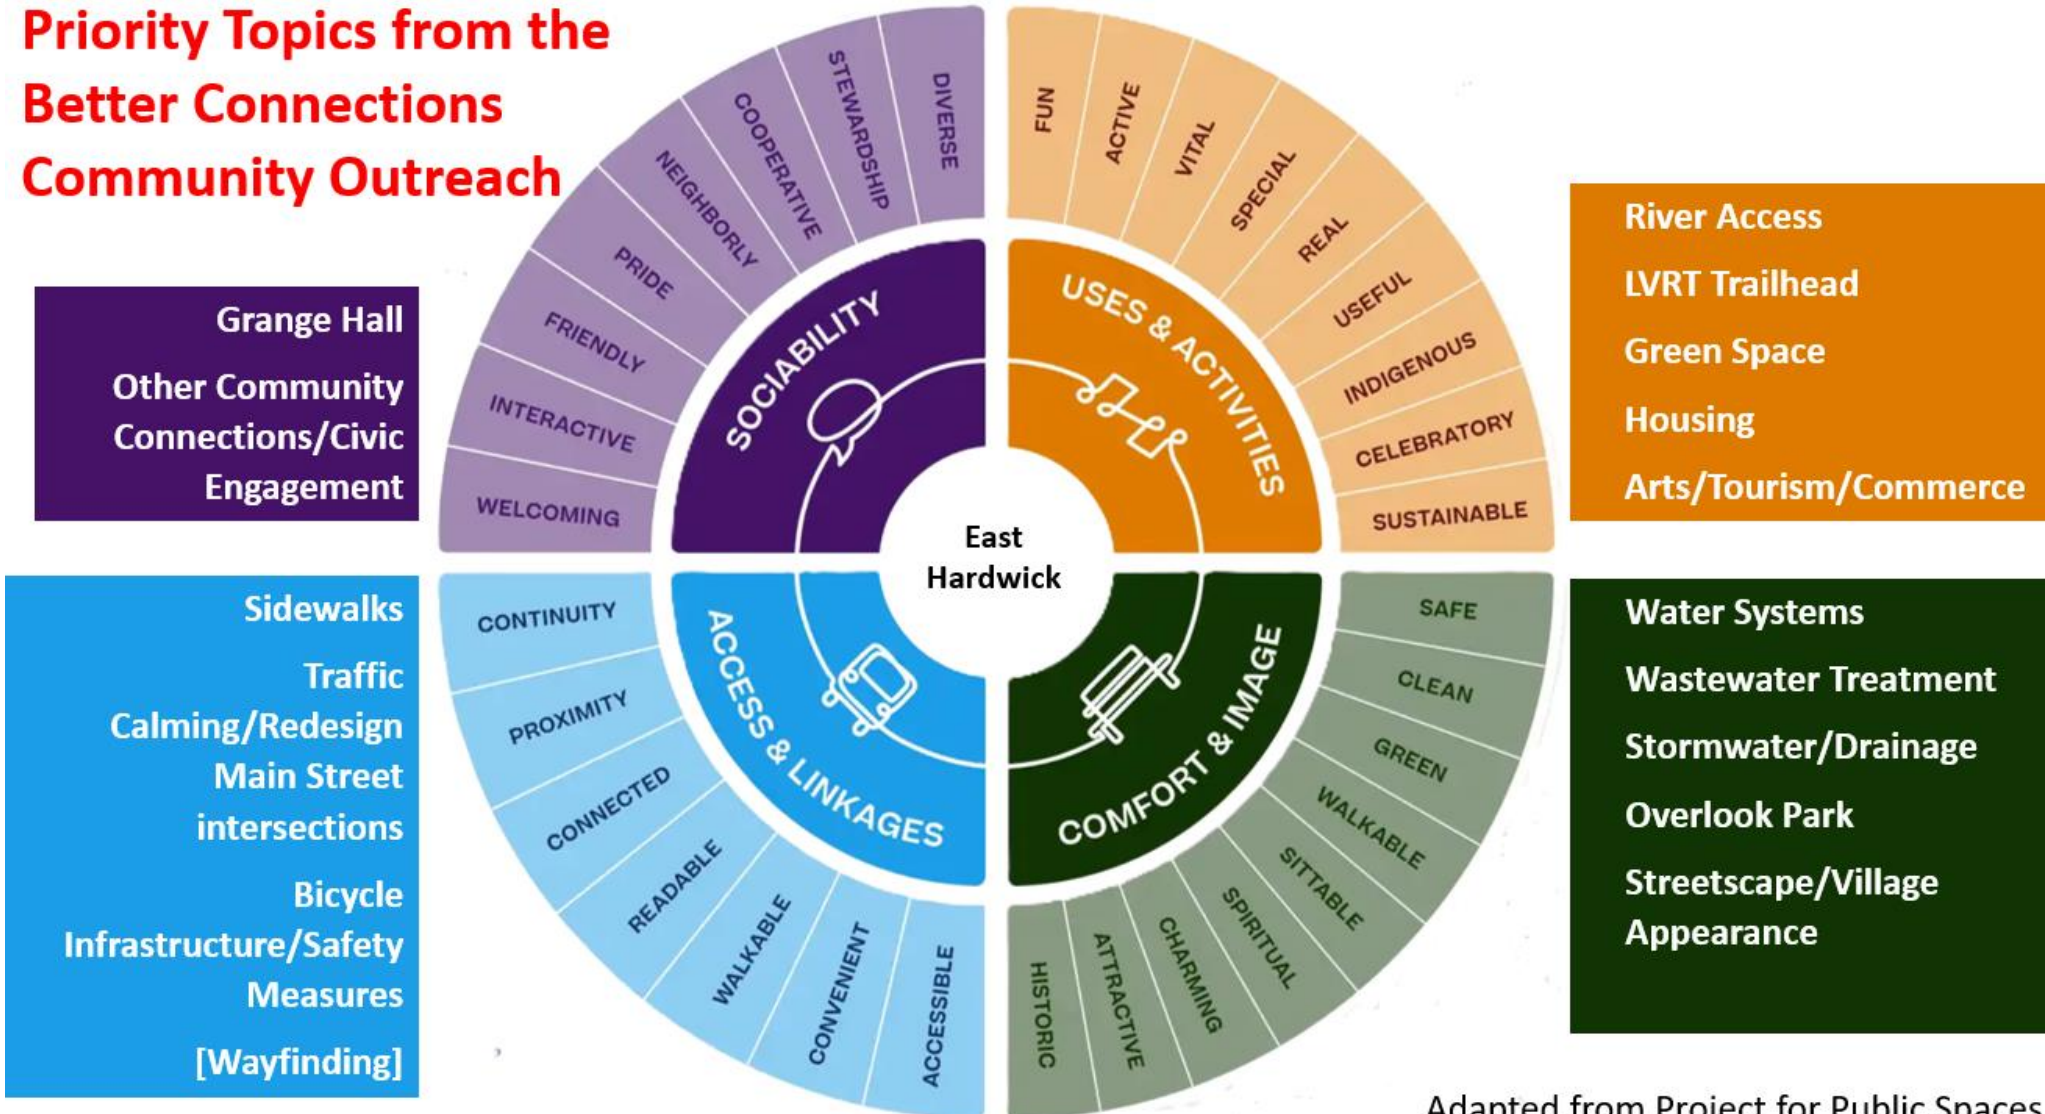 Priority Topics from the
Better Connections
Community Outreach
Grange Hall
Other Community
Connections/Civic
Engagement
Sidewalks
Traffic
Calming/Redesign
Main Street
intersections
Bicycle
Infrastructure/Safety
Measures
[Wayfinding]
SOCIABILITY
WELCOMING
INTERACTIVE
FRIENDLY
PRIDE
NEIGHBORLY
COOPERATIVE
STEWARDSHIP
DIVERSE
USES & ACTIVITIES
FUN
ACTIVE
VITAL
SPECIAL
REAL
USEFUL
INDIGENOUS
CELEBRATORY
SUSTAINABLE
East
Hardwick
ACCESS & LINKAGES
CONTINUITY
PROXIMITY
CONNECTED
READABLE
WALKABLE
CONVENIENT
ACCESSIBLE
COMFORT & IMAGE
SAFE
CLEAN
GREEN
WALKABLE
SITTABLE
SPIRITUAL
CHARMING
ATTRACTIVE
HISTORIC
River Access
LVRT Trailhead
Green Space
Housing
Arts/Tourism/Commerce
Water Systems
Wastewater Treatment
Stormwater/Drainage
Overlook Park
Streetscape/Village
Appearance
Adapted from Project for Public Spaces